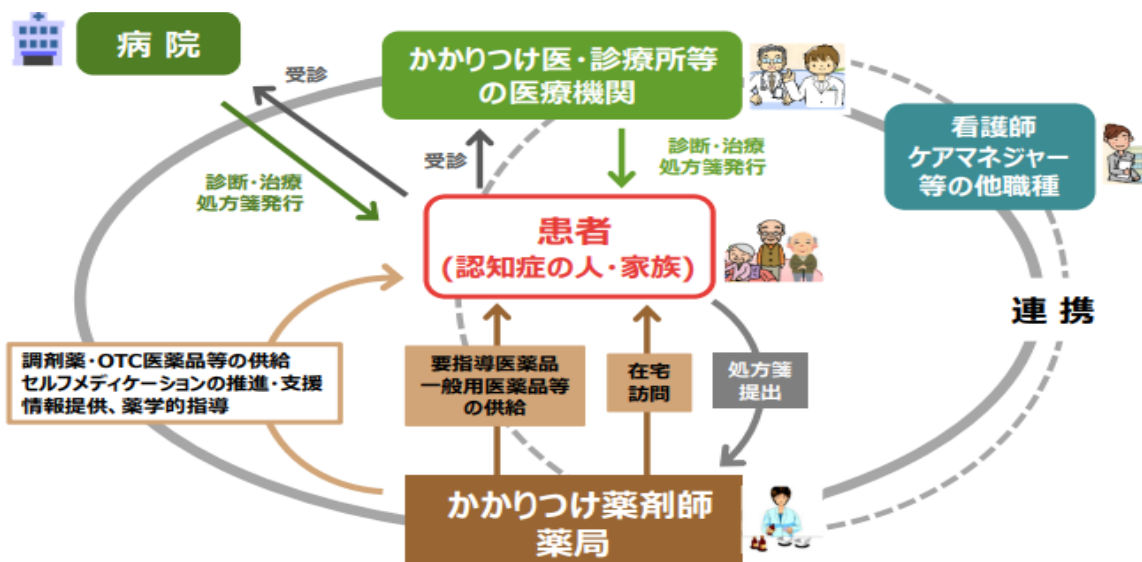 病院
かかりつけ医・診療所等
の医療機関
受診
看護師
ケアマネジャー
等の他職種
受診
診断・治療
処方箋発行
診断・治療
処方箋発行
患者
(認知症の人・家族)
連携
調剤薬・OTC医薬品等の供給
セルフメディケーションの推進・支援
情報提供、薬学的指導
要指導医薬品
一般用医薬品等
の供給
在宅
訪問
処方箋
提出
かかりつけ薬剤師
薬局